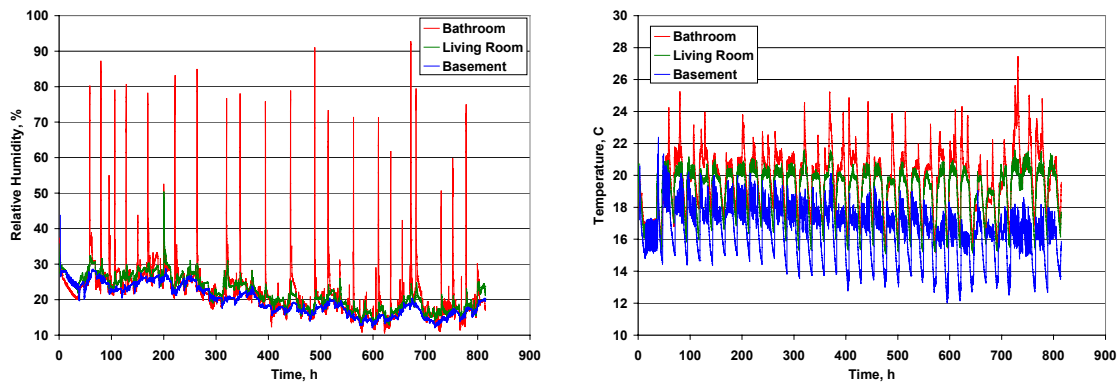 Relative Humidity, %
100
90
80
70
60
50
40
30
20
10
0 100 200 300 400 500 600 700 800 900
Time, h
Bathroom
Living Room
Basement
Temperature, C
30
28
26
24
22
20
18
16
14
12
10
0 100 200 300 400 500 600 700 800 900
Time, h
Bathroom
Living Room
Basement